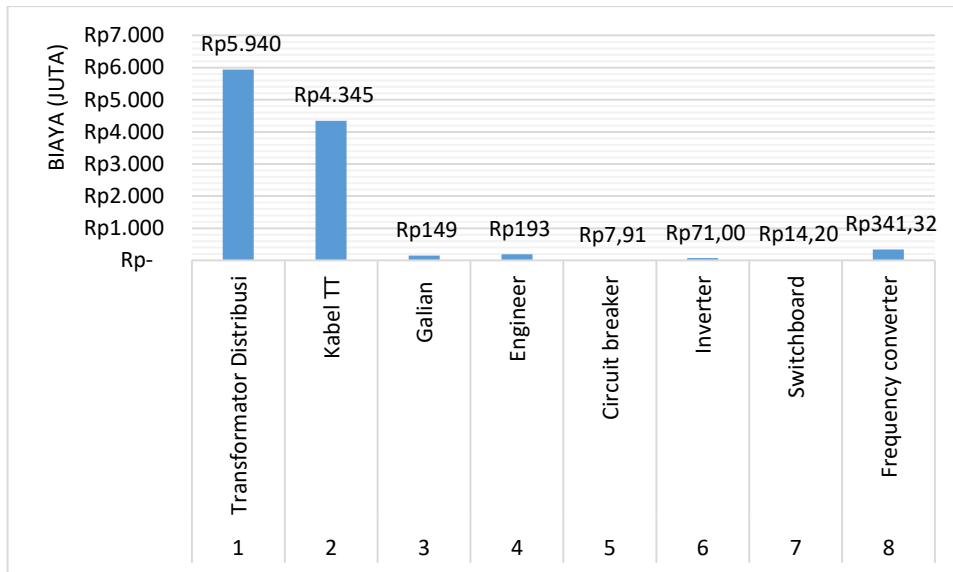 BIAYA (JUTA)
Rp7.000
Rp6.000
Rp5.000
Rp4.000
Rp3.000
Rp2.000
Rp1.000
Rp-
Rp5.940
Rp4.345
Rp149
Rp193
Rp7,91
Rp71,00
Rp14,20
Rp341,32
Transformator Distribusi
Kabel TT
Galian
Engineer
Circuit breaker
Inverter
Switchboard
Frequency converter
1 2 3 4 5 6 7 8